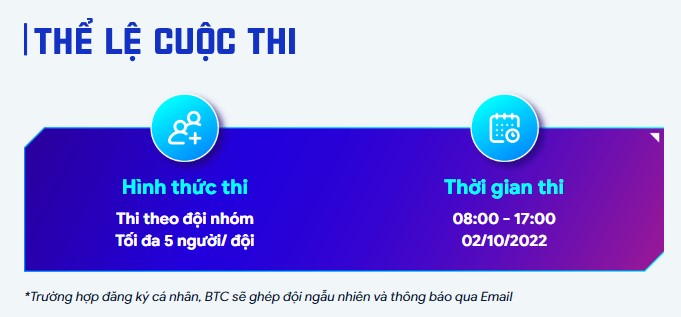 THỂ LỆ CUỘC THI
Hình thức thi
Thi theo đội nhóm
Tối đa 5 người/ đội
Thời gian thi
08:00 - 17:00
02/10/2022
*Trường hợp đăng ký cá nhân, BTC sẽ ghép đội ngẫu nhiên và thông báo qua Email